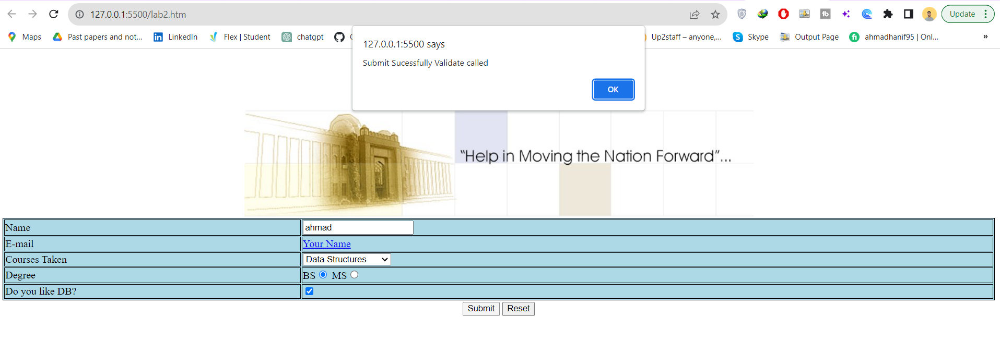 127.0.0.1:5500/lab2.htm
Update
Maps
Past papers and not...
LinkedIn
Flex | Student
chatgpt
Up2staff – anyone,...
Skype
Output Page
ahmadhanif95 | Onl...
»
127.0.0.1:5500 says
Submit Sucessfully Validate called
OK
“Help in Moving the Nation Forward”...
Name
ahmad
E-mail
Your Name
Courses Taken
Data Structures
Degree
BS MS
Do you like DB?
Submit Reset